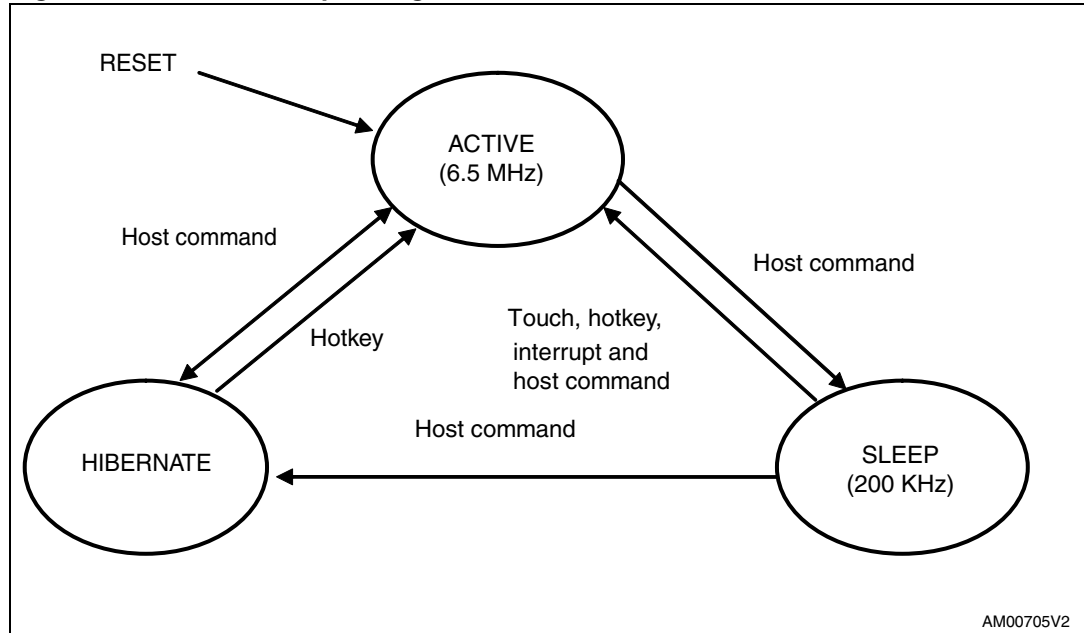 RESET
ACTIVE
(6.5 MHz)
Host command
Host command
Touch, hotkey,
interrupt and
host command
Hotkey
Host command
HIBERNATE
SLEEP
(200 KHz)
AM00705V2